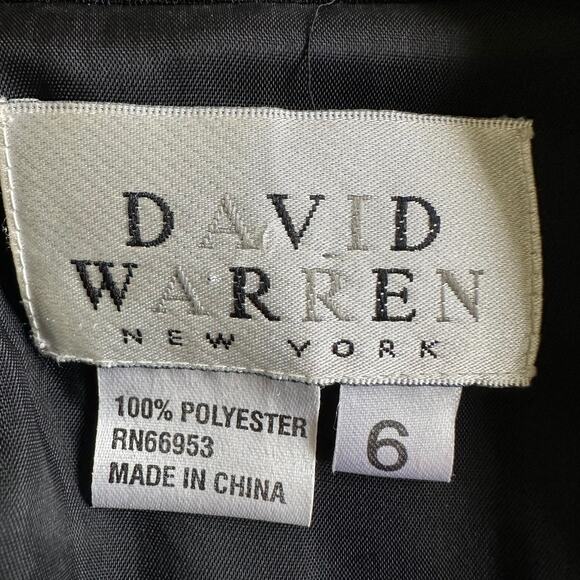 DAVID
WARREN
NEW YORK
100% POLYESTER
RN66953
MADE IN CHINA
6